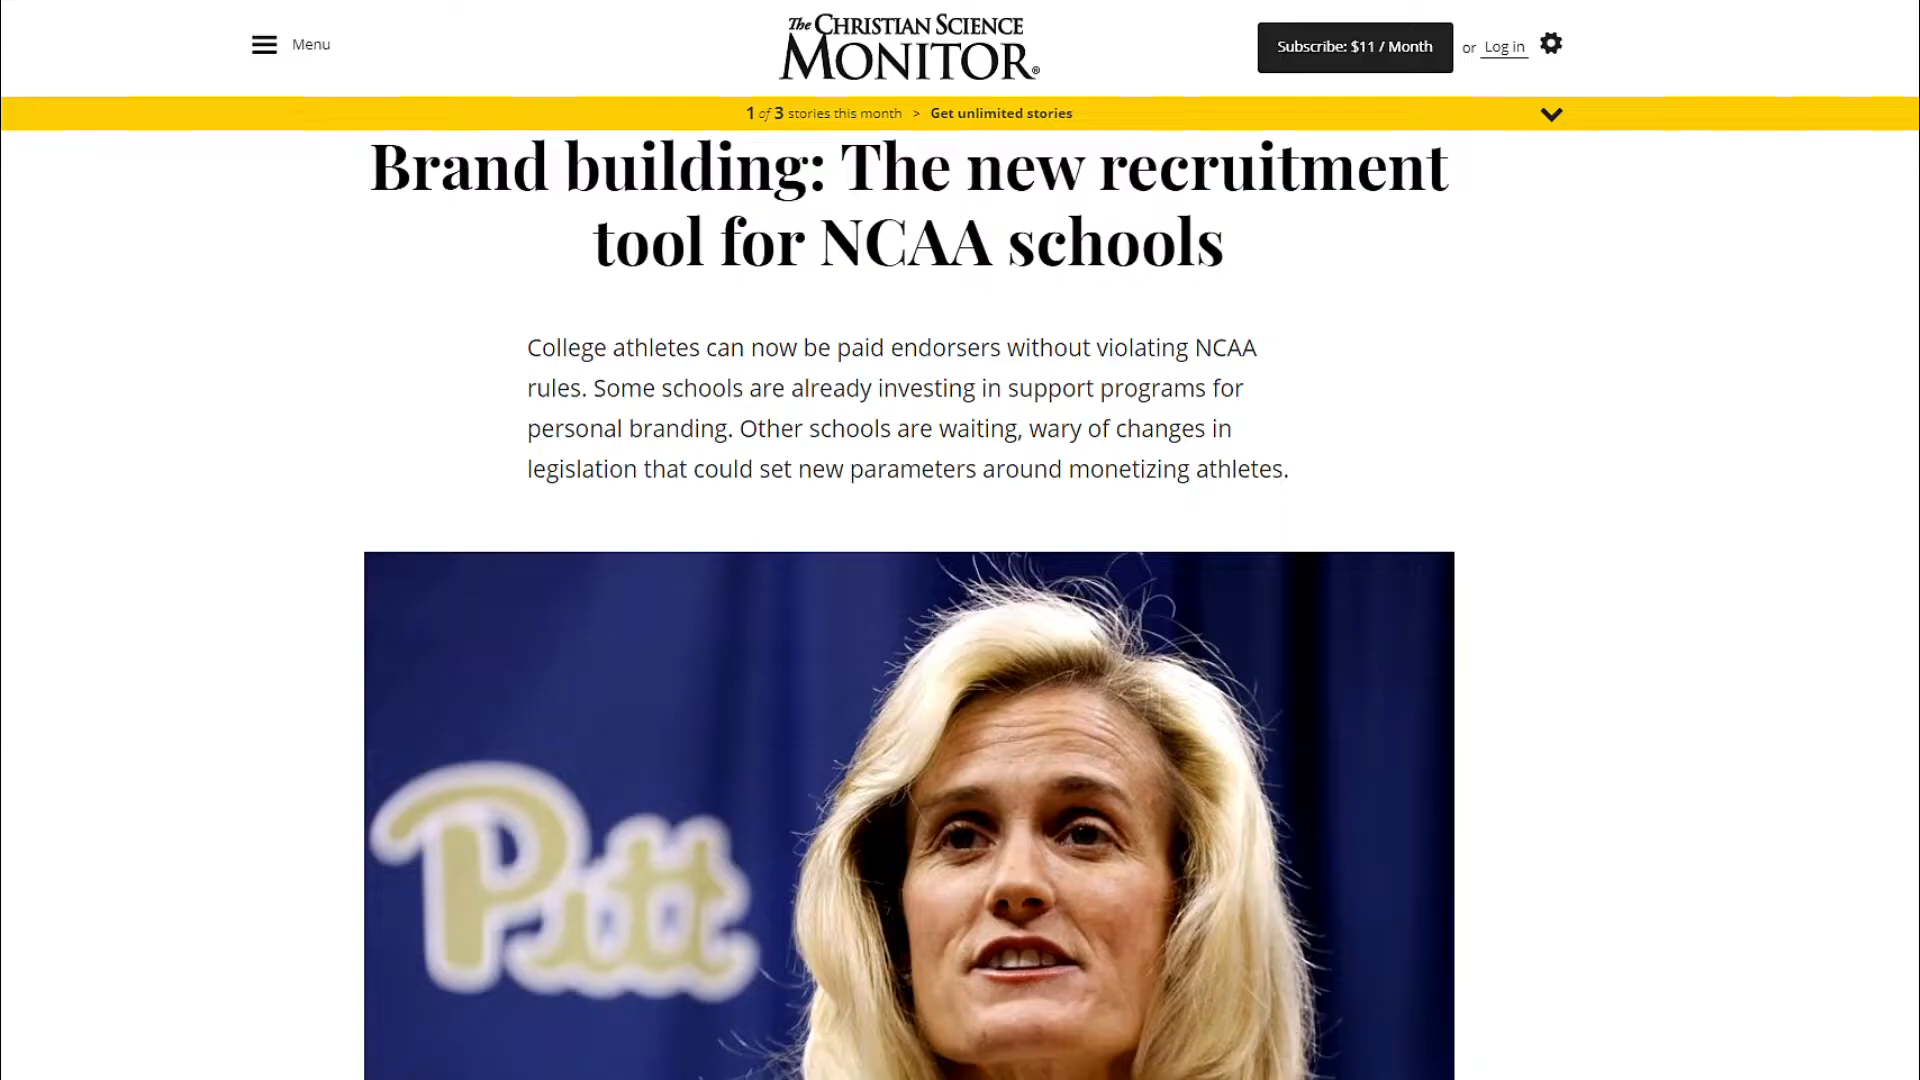 Menu
The CHRISTIAN SCIENCE
MONITOR®
Subscribe: $11 / Month
or Log in
1 of 3 stories this month > Get unlimited stories
Brand building: The new recruitment
tool for NCAA schools
College athletes can now be paid endorsers without violating NCAA
rules. Some schools are already investing in support programs for
personal branding. Other schools are waiting, wary of changes in
legislation that could set new parameters around monetizing athletes.
Pitt